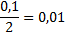 0,1/2 = 0,01